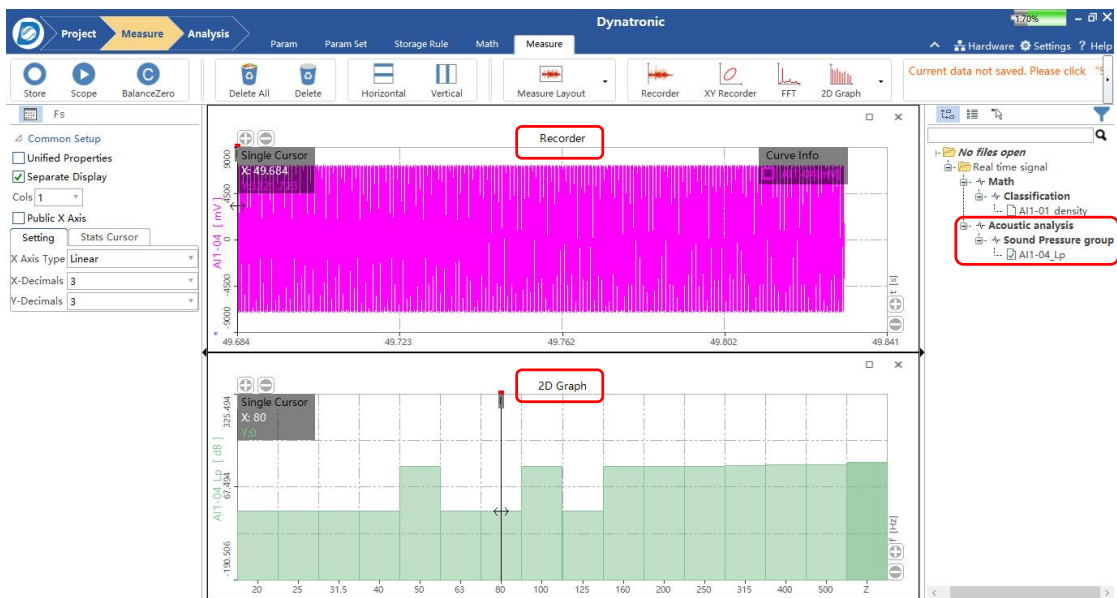 Dynatronic
1:70%
Project Measure Analysis
Param Param Set Storage Rule Math Measure
Hardware Settings ? Help
Store Scope BalanceZero
Delete All Delete
Horizontal Vertical
Measure Layout
Recorder XY Recorder FFT 2D Graph
Current data not saved. Please click "S
Fs
Common Setup
Unified Properties
Separate Display
Cols 1
Public X Axis
Setting Stats Cursor
X Axis Type Linear
X-Decimals 3
Y-Decimals 3
Recorder
Single Cursor
X: 49.684
Curve Info
AI1-04 [ mV ]
9000
4500
0
-4500
-9000
t [s]
*
49.684 49.723 49.762 49.802 49.841
2D Graph
Single Cursor
X: 80
Y:0
AI1-04_Lp [ dB ]
325.494
67.494
-190.506
f [Hz]
20 25 31.5 40 50 63 80 100 125 160 200 250 315 400 500 Z
No files open
Real time signal
Math
Classification
AI1-01_density
Acoustic analysis
Sound Pressure group
AI1-04_Lp